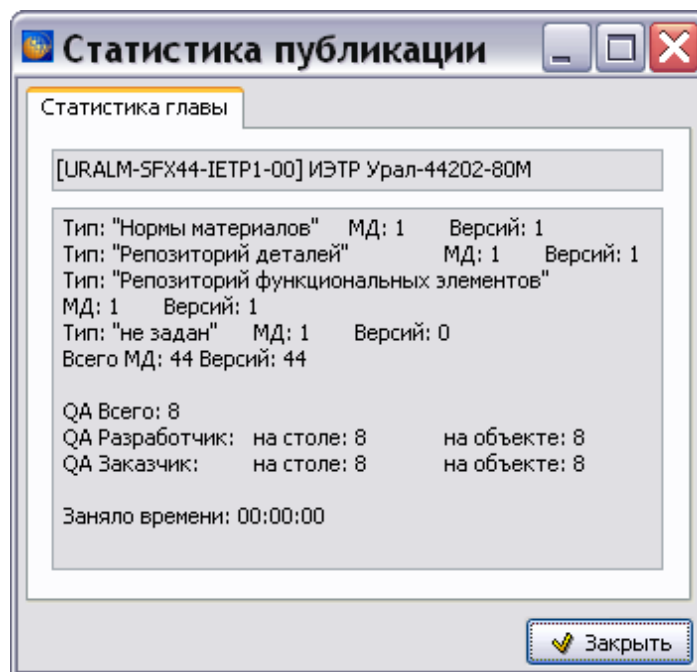 Статистика публикации
Статистика главы
[URALM-SFX44-IETP1-00] ИЭТР Урал-44202-80М
Тип: "Нормы материалов" МД: 1 Версий: 1
Тип: "Репозиторий деталей" МД: 1 Версий: 1
Тип: "Репозиторий функциональных элементов"
МД: 1 Версий: 1
Тип: "не задан" МД: 1 Версий: 0
Всего МД: 44 Версий: 44
QA Всего: 8
QA Разработчик: на столе: 8 на объекте: 8
QA Заказчик: на столе: 8 на объекте: 8
Заняло времени: 00:00:00
Закрыть